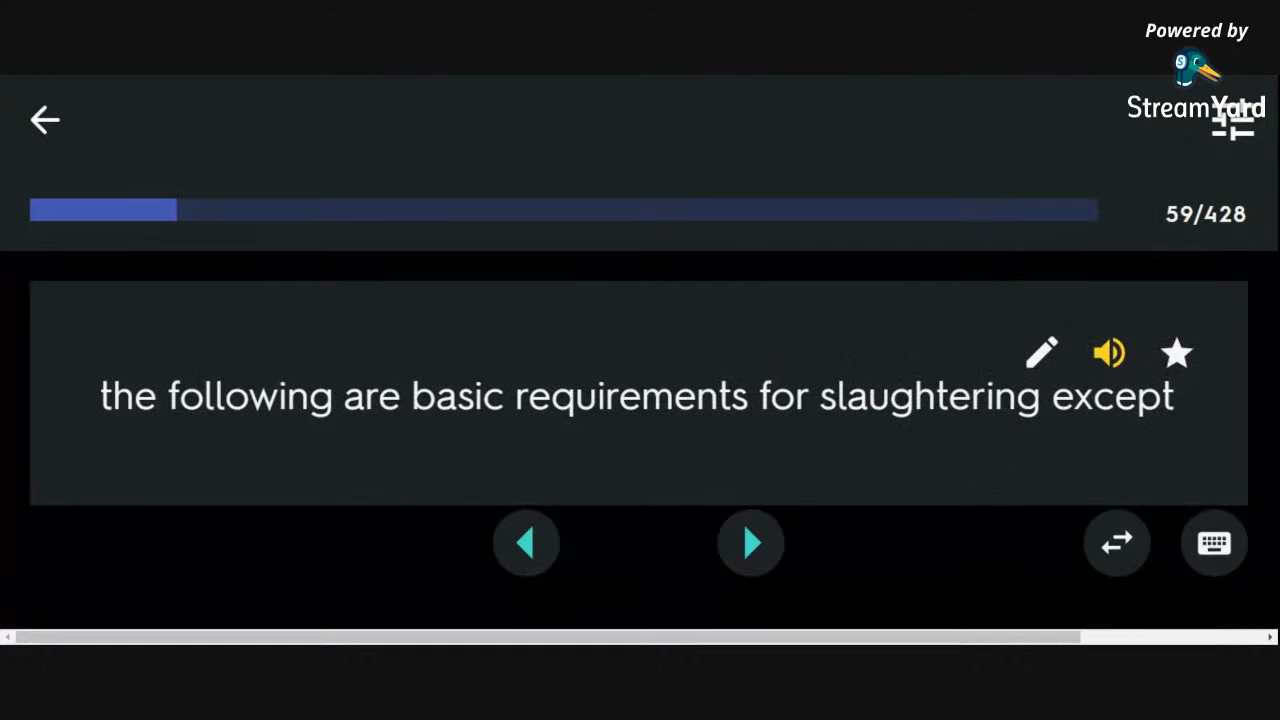 Powered by
StreamYard
59/428
the following are basic requirements for slaughtering except